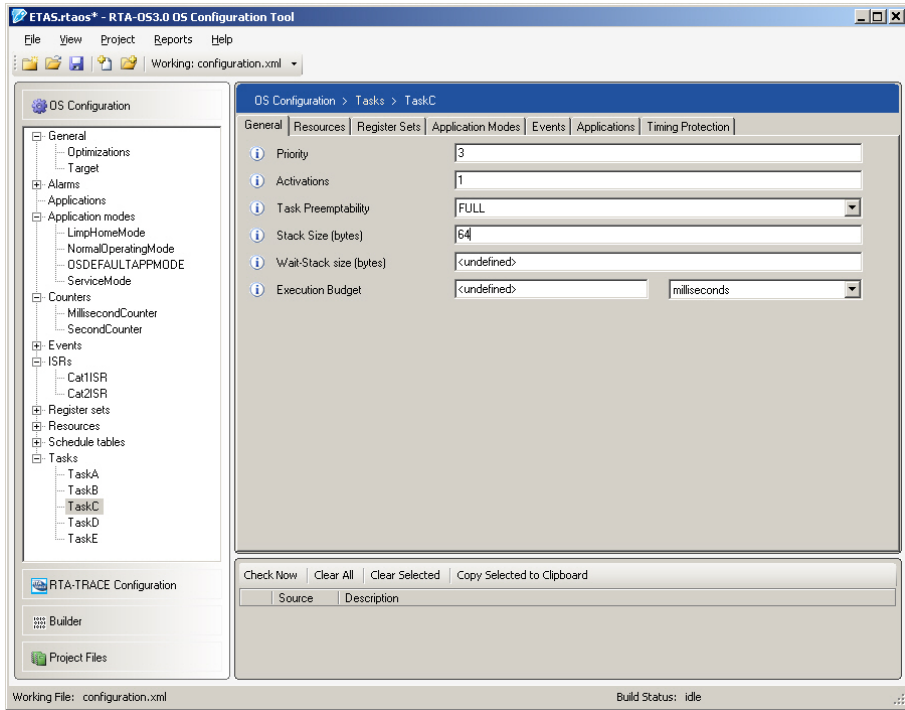 ETAS.rtaos* - RTA-OS3.0 OS Configuration Tool
File View Project Reports Help
Working: configuration.xml
OS Configuration
General
Optimizations
Target
Alarms
Applications
Application modes
LimpHomeMode
NormalOperatingMode
OSDEFAULTAPPMODE
ServiceMode
Counters
MillisecondCounter
SecondCounter
Events
ISRs
Cat1ISR
Cat2ISR
Register sets
Resources
Schedule tables
Tasks
TaskA
TaskB
TaskC
TaskD
TaskE
RTA-TRACE Configuration
Builder
Project Files
OS Configuration > Tasks > TaskC
General Resources Register Sets Application Modes Events Applications Timing Protection
Priority 3
Activations 1
Task Preemptability FULL
Stack Size (bytes) 64
Wait-Stack size (bytes) <undefined>
Execution Budget <undefined> milliseconds
Check Now Clear All Clear Selected Copy Selected to Clipboard
Source Description
Working File: configuration.xml Build Status: idle